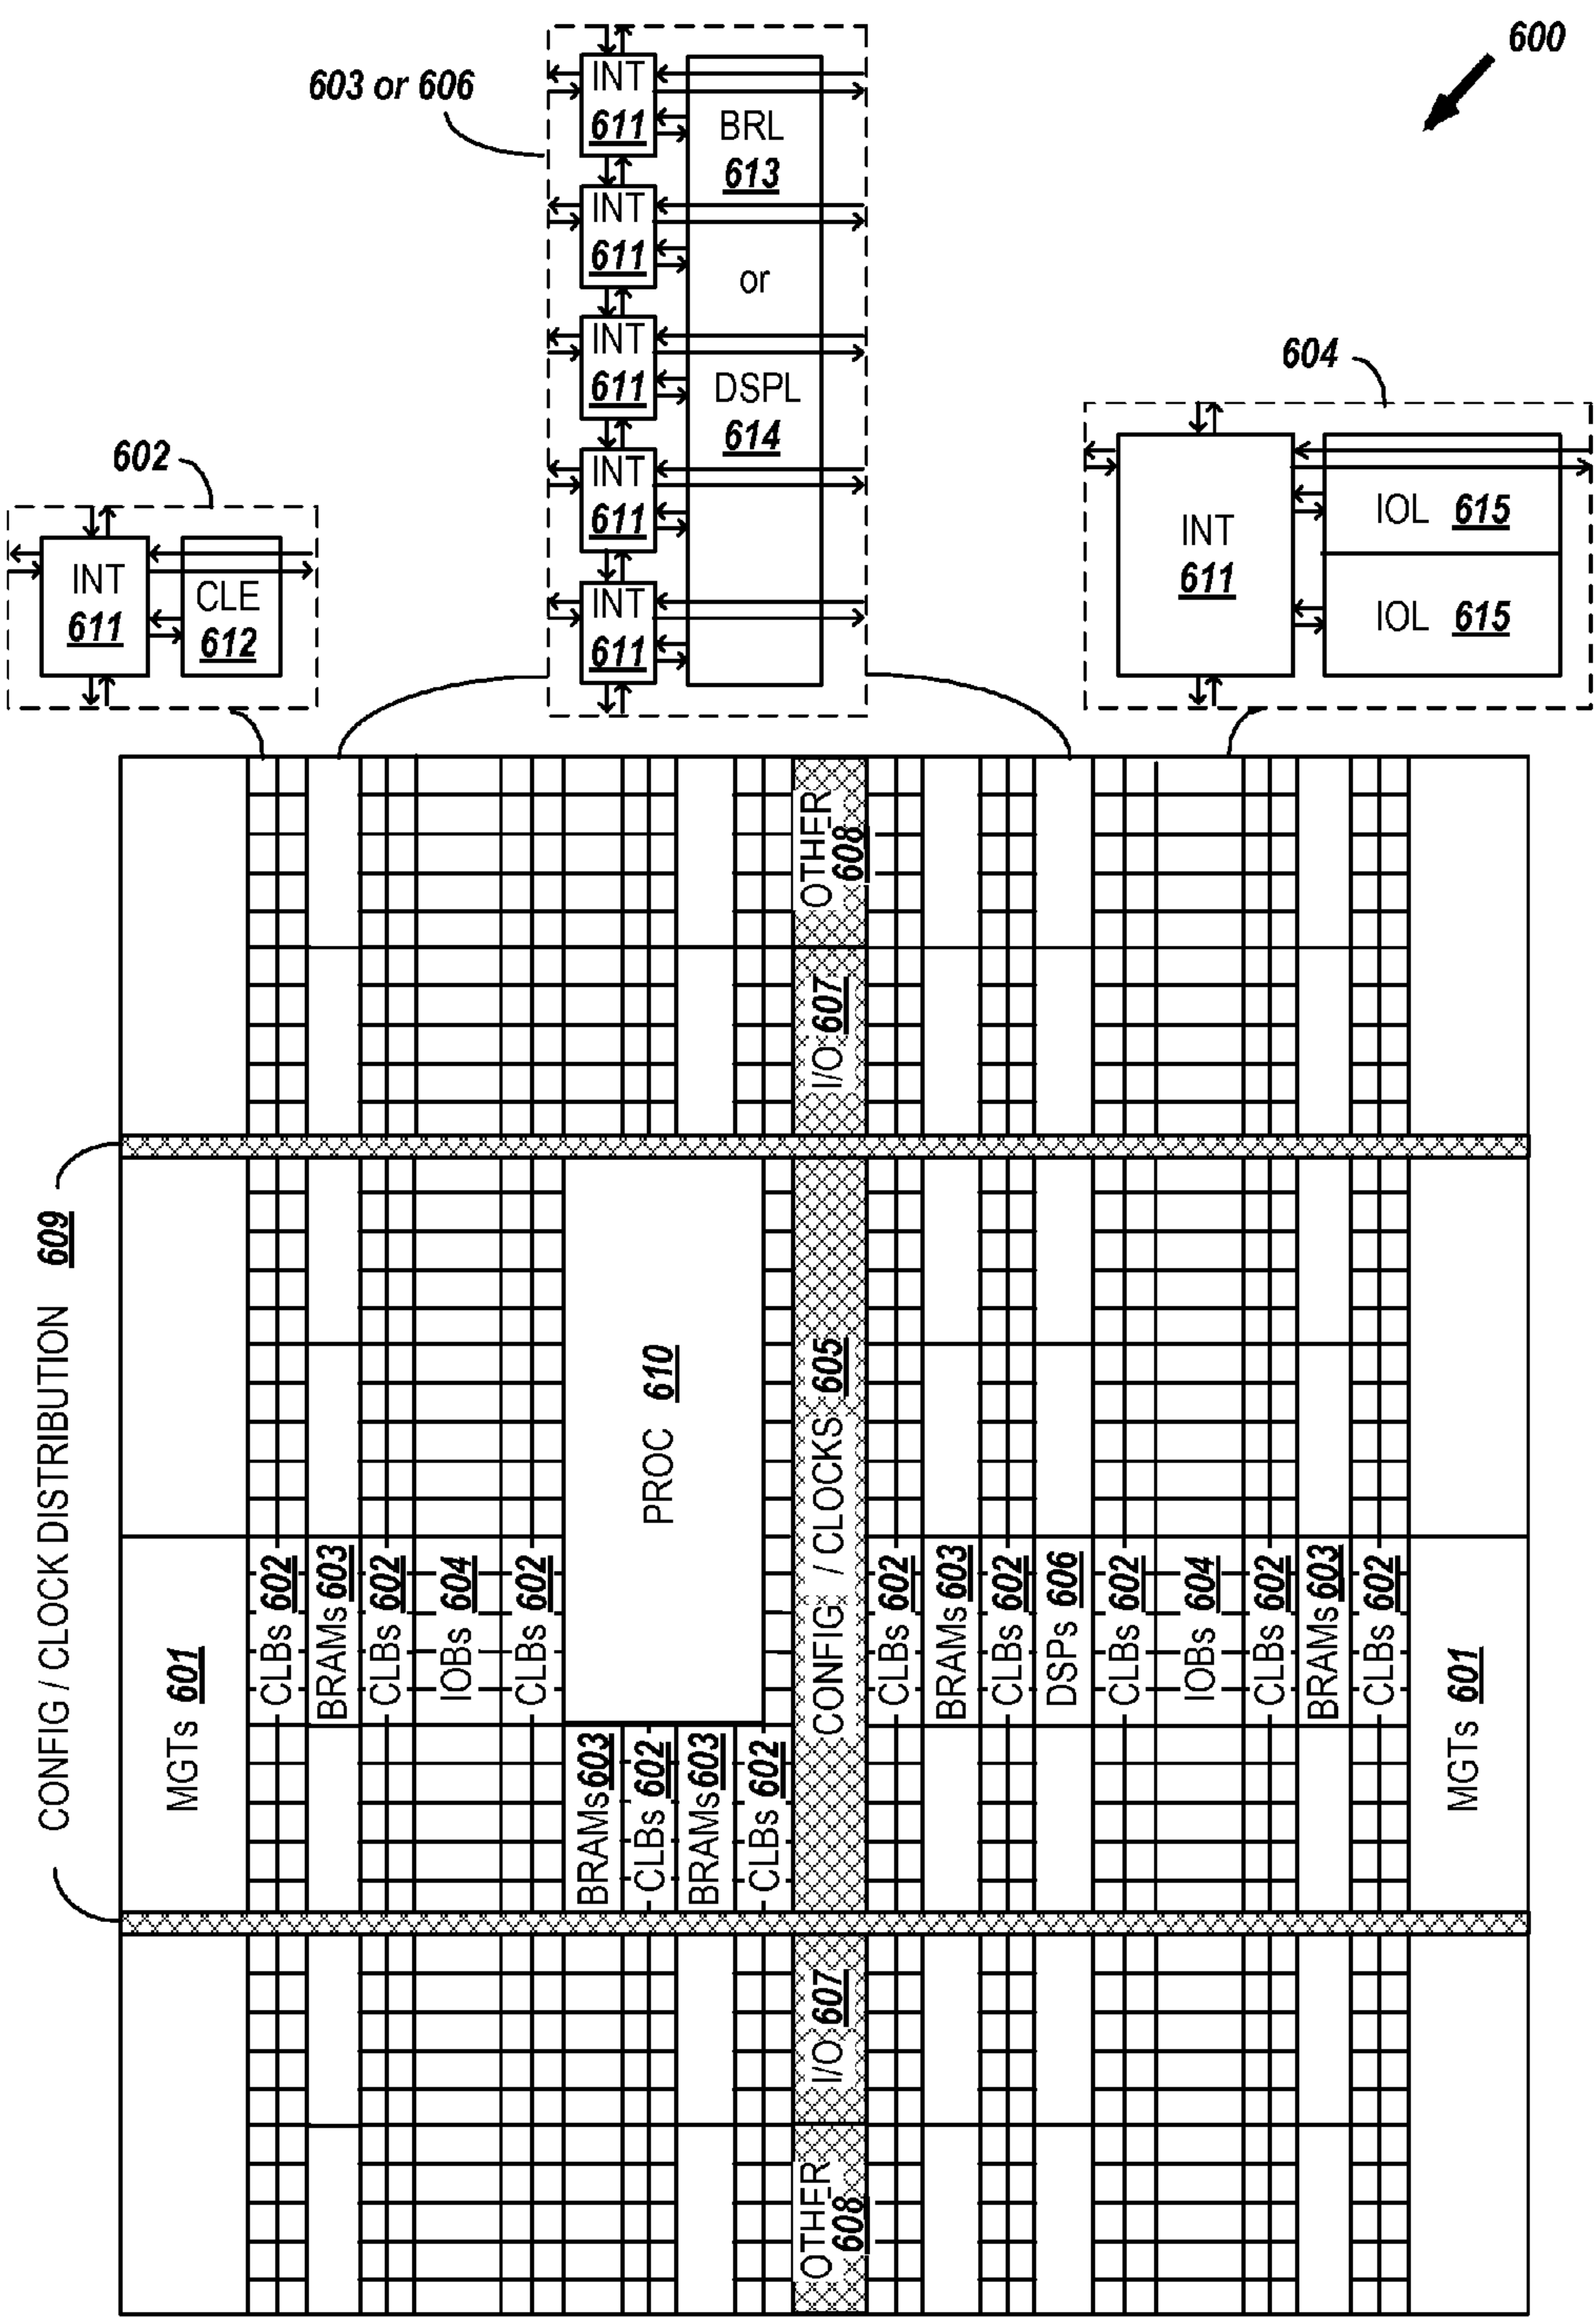 600
603 or 606
INT
611
INT
611
INT
611
INT
611
INT
611
BRL
613
or
DSPL
614
604
INT
611
IOL 615
IOL 615
602
INT
611
CLE
612
CONFIG / CLOCK DISTRIBUTION 609
MGTs 601
CLBs 602
BRAMs 603
CLBs 602
IOBs 604
CLBs 602
BRAMs 603
CLBs 602
BRAMs 603
CLBs 602
PROC 610
OTHER
608
I/O 607
CONFIG / CLOCKS 605
I/O 607
OTHER
608
CLBs 602
BRAMs 603
CLBs 602
DSPs 606
CLBs 602
IOBs 604
CLBs 602
BRAMs 603
CLBs 602
MGTs 601